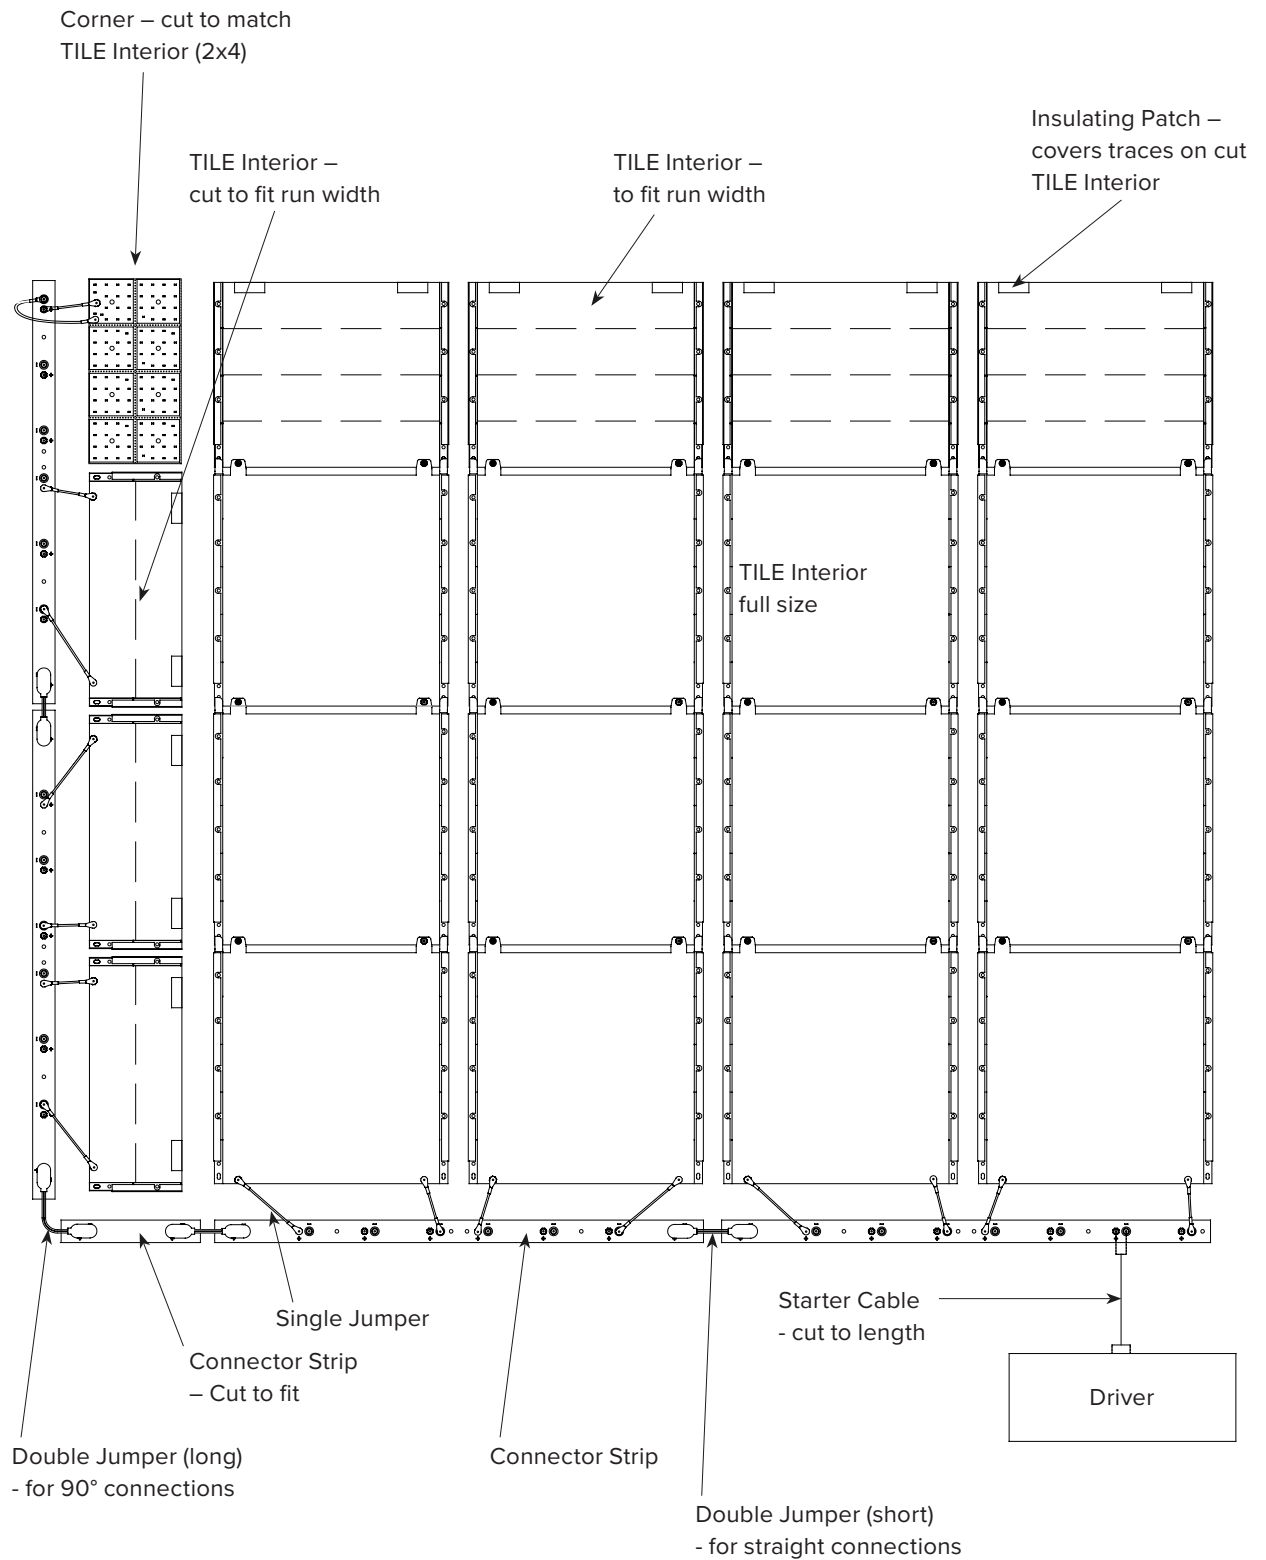 Corner – cut to match
TILE Interior (2x4)
Insulating Patch –
covers traces on cut
TILE Interior
TILE Interior –
cut to fit run width
TILE Interior –
to fit run width
TILE Interior
full size
Single Jumper
Starter Cable
- cut to length
Connector Strip
– Cut to fit
Driver
Double Jumper (long)
- for 90° connections
Connector Strip
Double Jumper (short)
- for straight connections